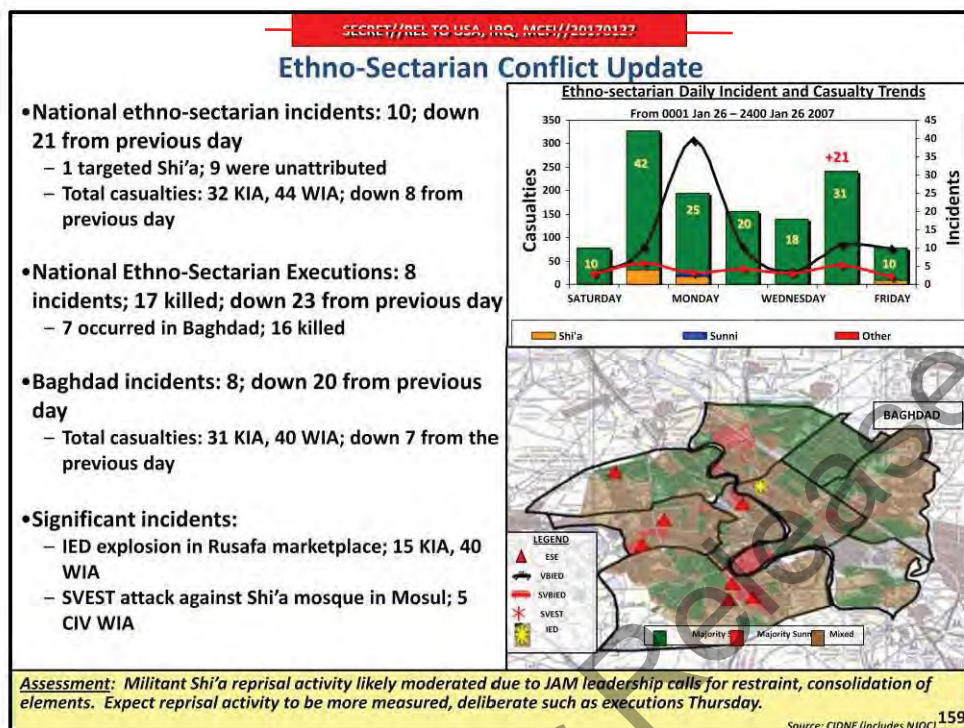 SECRET//REL TO USA, IRQ, MCFI//20170127
Ethno-Sectarian Conflict Update
•National ethno-sectarian incidents: 10; down
21 from previous day
– 1 targeted Shi'a; 9 were unattributed
– Total casualties: 32 KIA, 44 WIA; down 8 from
previous day
•National Ethno-Sectarian Executions: 8
incidents; 17 killed; down 23 from previous day
– 7 occurred in Baghdad; 16 killed
•Baghdad incidents: 8; down 20 from previous
day
– Total casualties: 31 KIA, 40 WIA; down 7 from the
previous day
•Significant incidents:
– IED explosion in Rusafa marketplace; 15 KIA, 40
WIA
– SVEST attack against Shi'a mosque in Mosul; 5
CIV WIA
Ethno-sectarian Daily Incident and Casualty Trends
From 0001 Jan 26 – 2400 Jan 26 2007
Casualties
350
300
250
200
150
100
50
0
10
42
25
20
18
+21
31
10
45
40
35
30
25
20
15
10
5
0
Incidents
SATURDAY MONDAY WEDNESDAY FRIDAY
Shi'a Sunni Other
BAGHDAD
LEGEND
ESE
VBIED
SVBIED
SVEST
IED
Majority Majority Sunn Mixed
Release
Assessment: Militant Shi'a reprisal activity likely moderated due to JAM leadership calls for restraint, consolidation of
elements. Expect reprisal activity to be more measured, deliberate such as executions Thursday.
Source: CIDNE (includes NIOC) 159